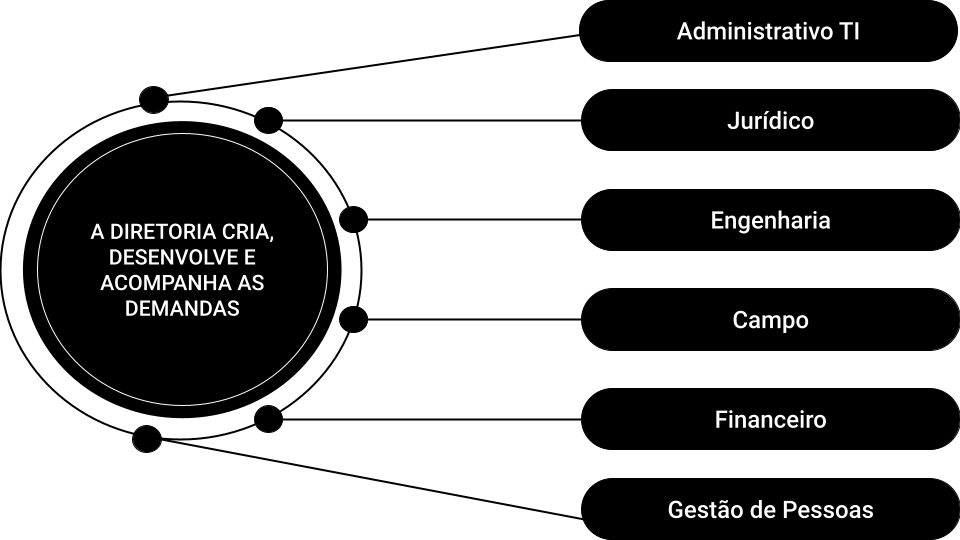 A DIRETORIA CRIA,
DESENVOLVE E
ACOMPANHA AS
DEMANDAS
Administrativo TI
Jurídico
Engenharia
Campo
Financeiro
Gestão de Pessoas